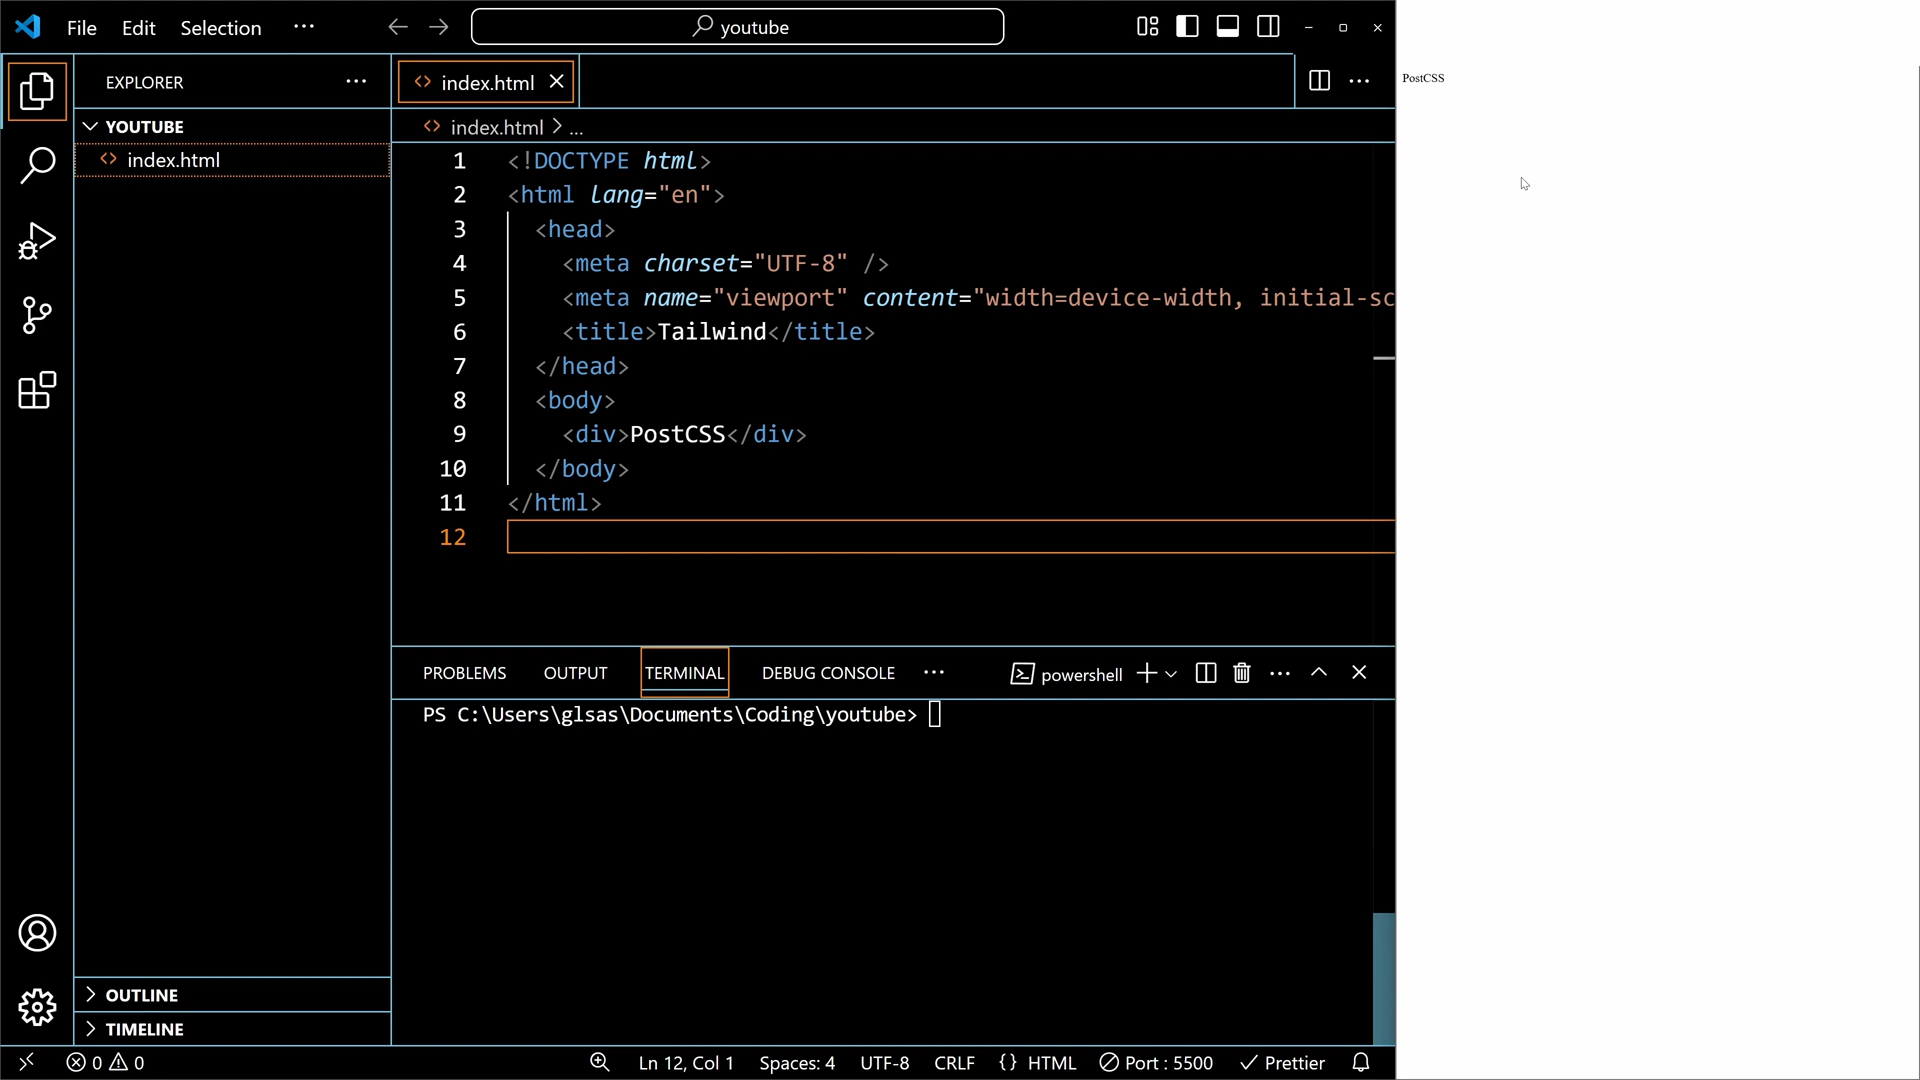 File Edit Selection ··· youtube
EXPLORER ···
YOUTUBE
index.html
OUTLINE
TIMELINE
index.html
index.html > ...
1 <!DOCTYPE html>
2 <html lang="en">
3 <head>
4 <meta charset="UTF-8" />
5 <meta name="viewport" content="width=device-width, initial-sc
6 <title>Tailwind</title>
7 </head>
8 <body>
9 <div>PostCSS</div>
10 </body>
11 </html>
12
PROBLEMS OUTPUT TERMINAL DEBUG CONSOLE ··· powershell ···
PS C:\Users\glsas\Documents\Coding\youtube>
0 0 Ln 12, Col 1 Spaces: 4 UTF-8 CRLF {} HTML Port : 5500 Prettier
PostCSS